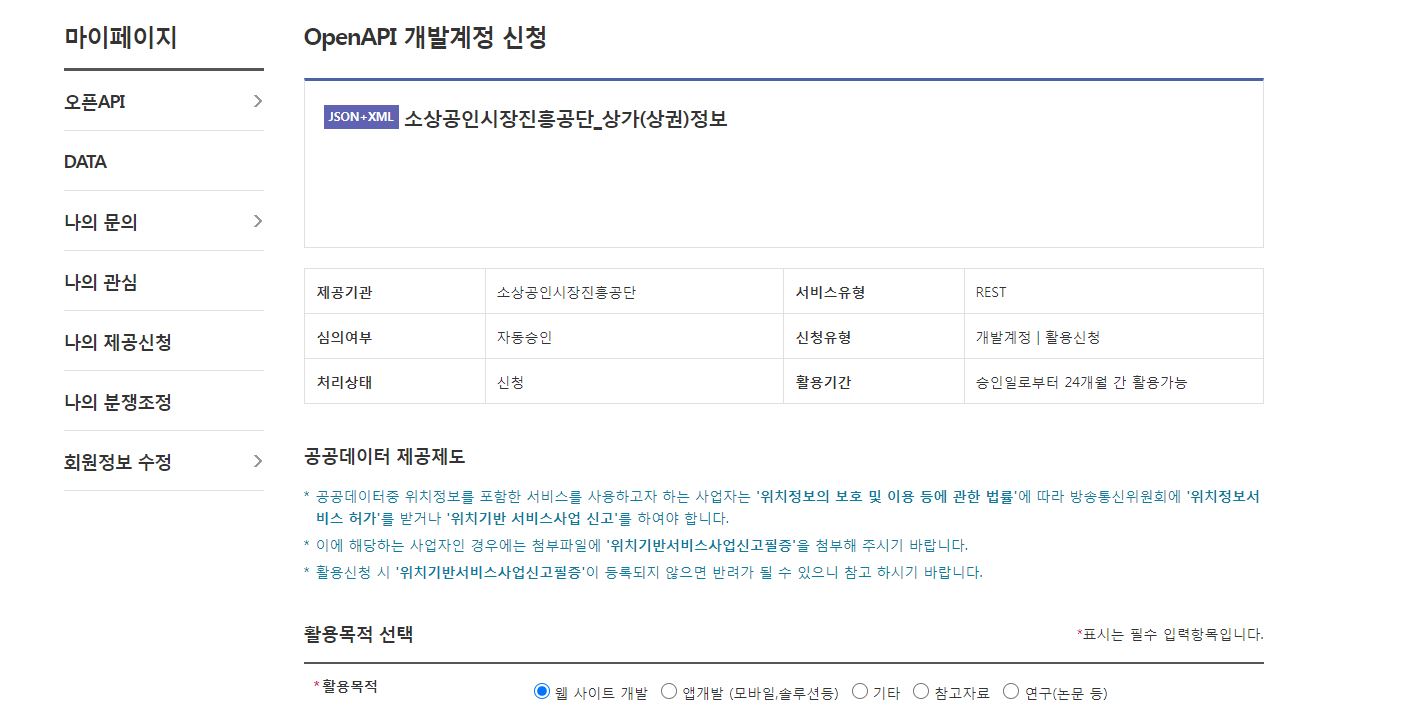 마이페이지
오픈API
DATA
나의 문의
나의 관심
나의 제공신청
나의 분쟁조정
회원정보 수정
OpenAPI 개발계정 신청
JSON+XML 소상공인시장진흥공단_상가(상권)정보
제공기관 소상공인시장진흥공단 서비스유형 REST
심의여부 자동승인 신청유형 개발계정 | 활용신청
처리상태 신청 활용기간 승인일로부터 24개월 간 활용가능
공공데이터 제공제도
* 공공데이터중 위치정보를 포함한 서비스를 사용하고자 하는 사업자는 '위치정보의 보호 및 이용 등에 관한 법률'에 따라 방송통신위원회에 '위치정보서
비스 허가'를 받거나 '위치기반 서비스사업 신고'를 하여야 합니다.
* 이에 해당하는 사업자인 경우에는 첨부파일에 '위치기반서비스사업신고필증'을 첨부해 주시기 바랍니다.
* 활용신청 시 '위치기반서비스사업신고필증'이 등록되지 않으면 반려가 될 수 있으니 참고 하시기 바랍니다.
활용목적 선택 *표시는 필수 입력항목입니다.
*활용목적 웹 사이트 개발 앱개발 (모바일,솔루션등) 기타 참고자료 연구(논문 등)